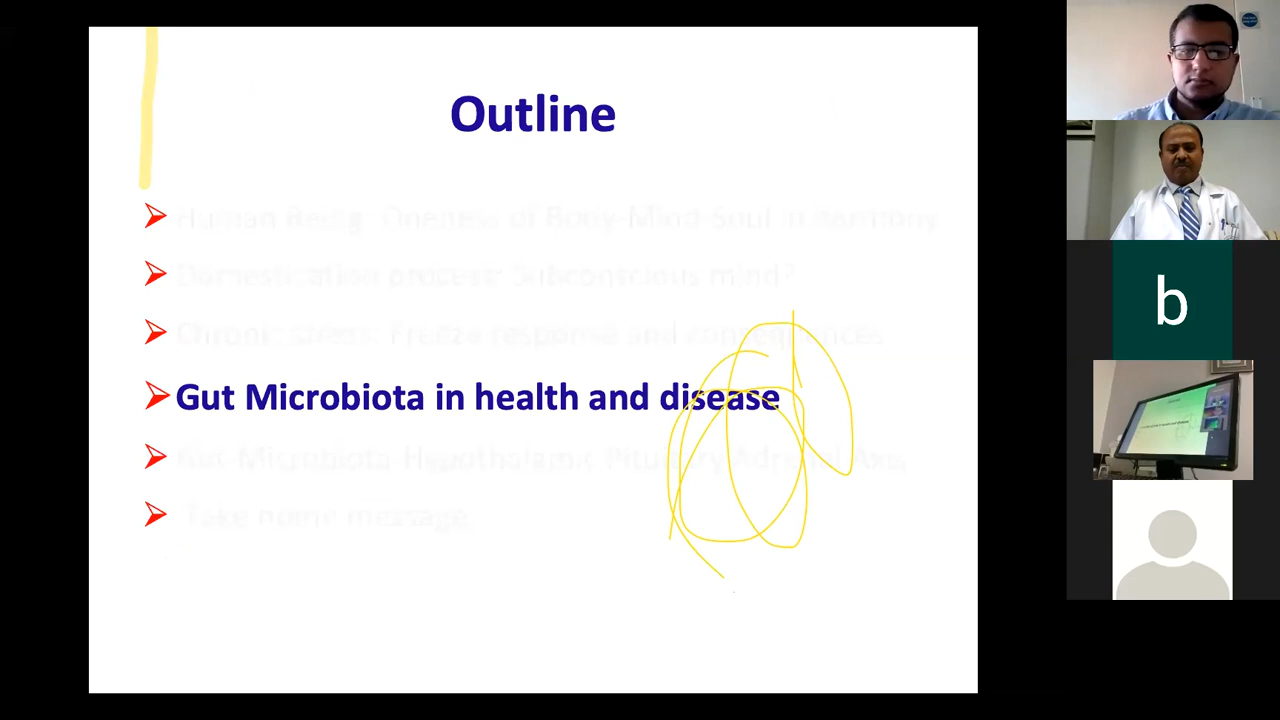 Outline
Human Being: Oneness of Body-Mind-Soul in harmony
Domestication process: Subconscious mind?
Chronic stress: Freeze response and consequences
Gut Microbiota in health and disease
Gut-Microbiota-Hypothalamic Pituitary Adrenal Axis
Take home message
b